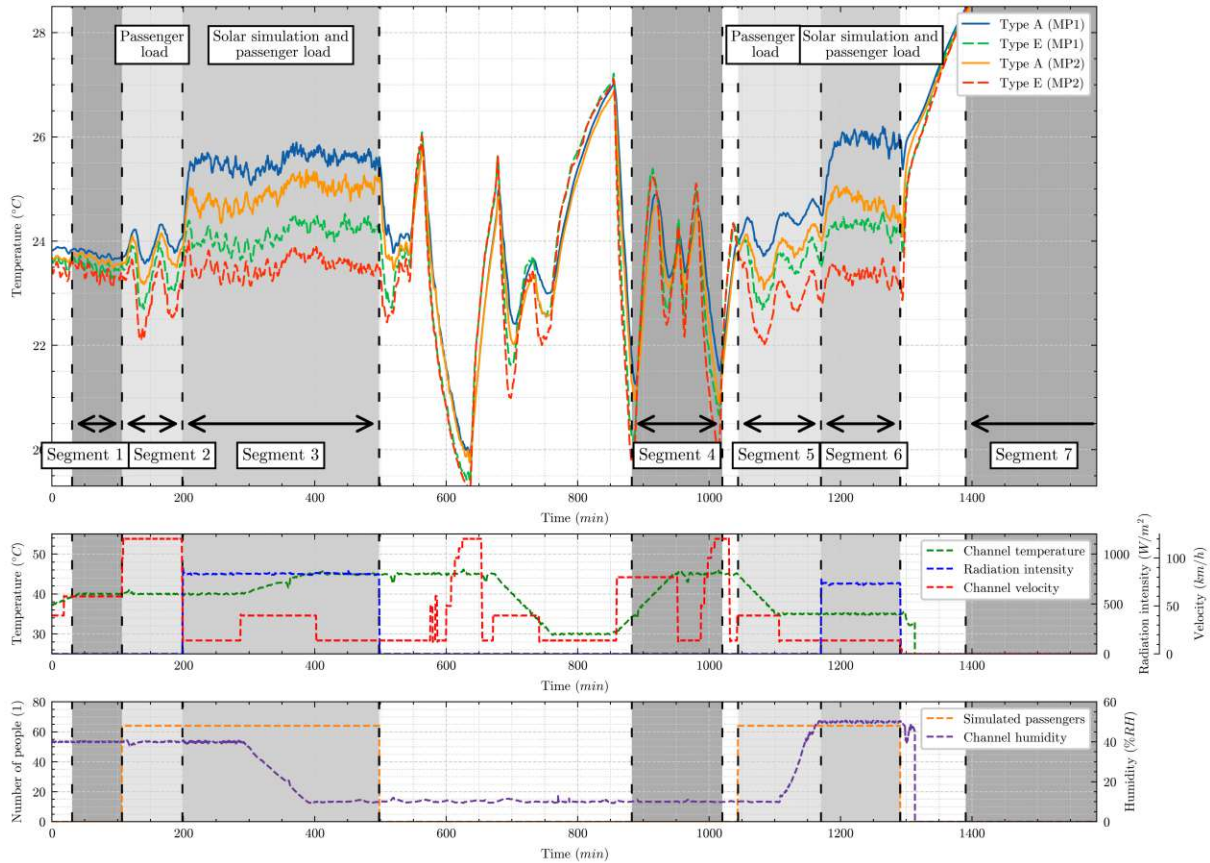 28
26
24
22
20
Temperature (°C)
Passenger
load
Solar simulation and
passenger load
Passenger
load
Solar simulation and
passenger load
Type A (MP1)
Type E (MP1)
Type A (MP2)
Type E (MP2)
Segment 1
Segment 2
Segment 3
Segment 4
Segment 5
Segment 6
Segment 7
0 200 400 600 800 1000 1200 1400
Time (min)
50
40
30
Temperature (°C)
Channel temperature
Radiation intensity
Channel velocity
1000
500
0
Radiation intensity (W/m²)
100
50
0
Velocity (km/h)
0 200 400 600 800 1000 1200 1400
Time (min)
80
60
40
20
0
Number of people (1)
Simulated passengers
Channel humidity
60
40
20
0
Humidity (%RH)
0 200 400 600 800 1000 1200 1400
Time (min)